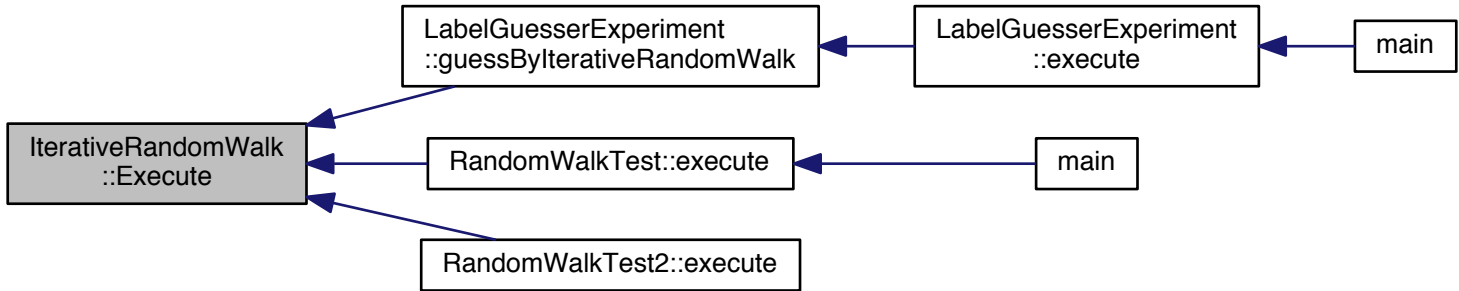 IterativeRandomWalk
::Execute
LabelGuesserExperiment
::guessByIterativeRandomWalk
LabelGuesserExperiment
::execute
main
RandomWalkTest::execute
main
RandomWalkTest2::execute